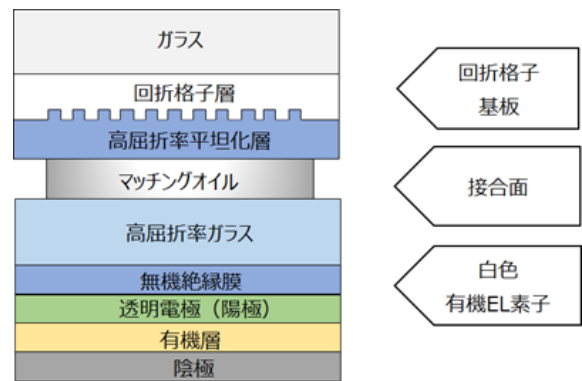 ガラス
回折格子層
高屈折率平坦化層
マッチングオイル
高屈折率ガラス
無機絶縁膜
透明電極（陽極）
有機層
陰極
回折格子
基板
接合面
白色
有機EL素子